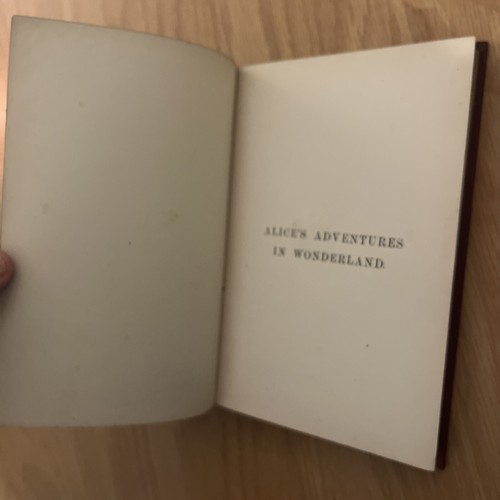 ALICE'S ADVENTURES
IN WONDERLAND.